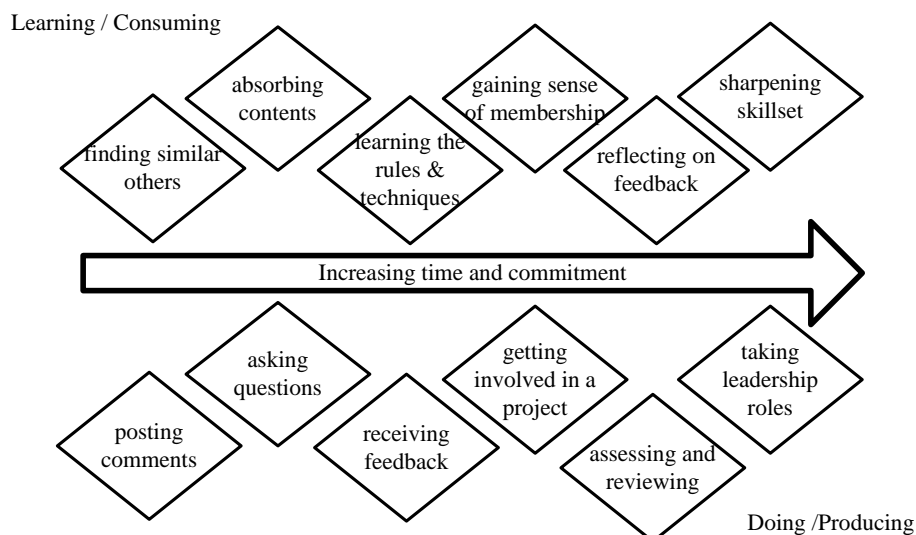 Learning / Consuming
absorbing
contents
gaining sense
of membership
sharpening
skillset
finding similar
others
learning the
rules &
techniques
reflecting on
feedback
Increasing time and commitment
asking
questions
getting
involved in a
project
taking
leadership
roles
posting
comments
receiving
feedback
assessing and
reviewing
Doing /Producing